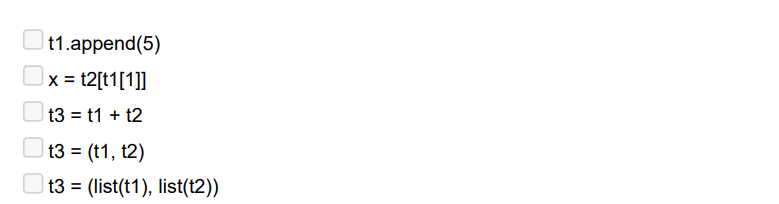 t1.append(5)
x = t2[t1[1]]
t3 = t1 + t2
t3 = (t1, t2)
t3 = (list(t1), list(t2))